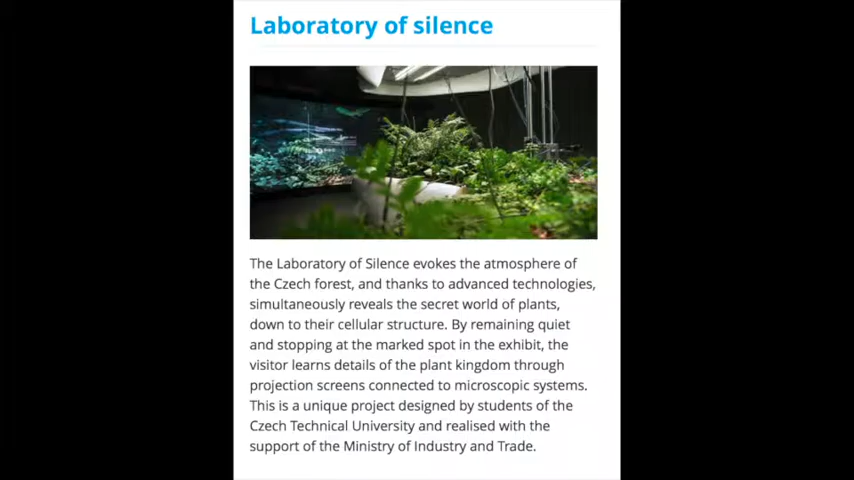 Laboratory of silence
The Laboratory of Silence evokes the atmosphere of
the Czech forest, and thanks to advanced technologies,
simultaneously reveals the secret world of plants,
down to their cellular structure. By remaining quiet
and stopping at the marked spot in the exhibit, the
visitor learns details of the plant kingdom through
projection screens connected to microscopic systems.
This is a unique project designed by students of the
Czech Technical University and realised with the
support of the Ministry of Industry and Trade.